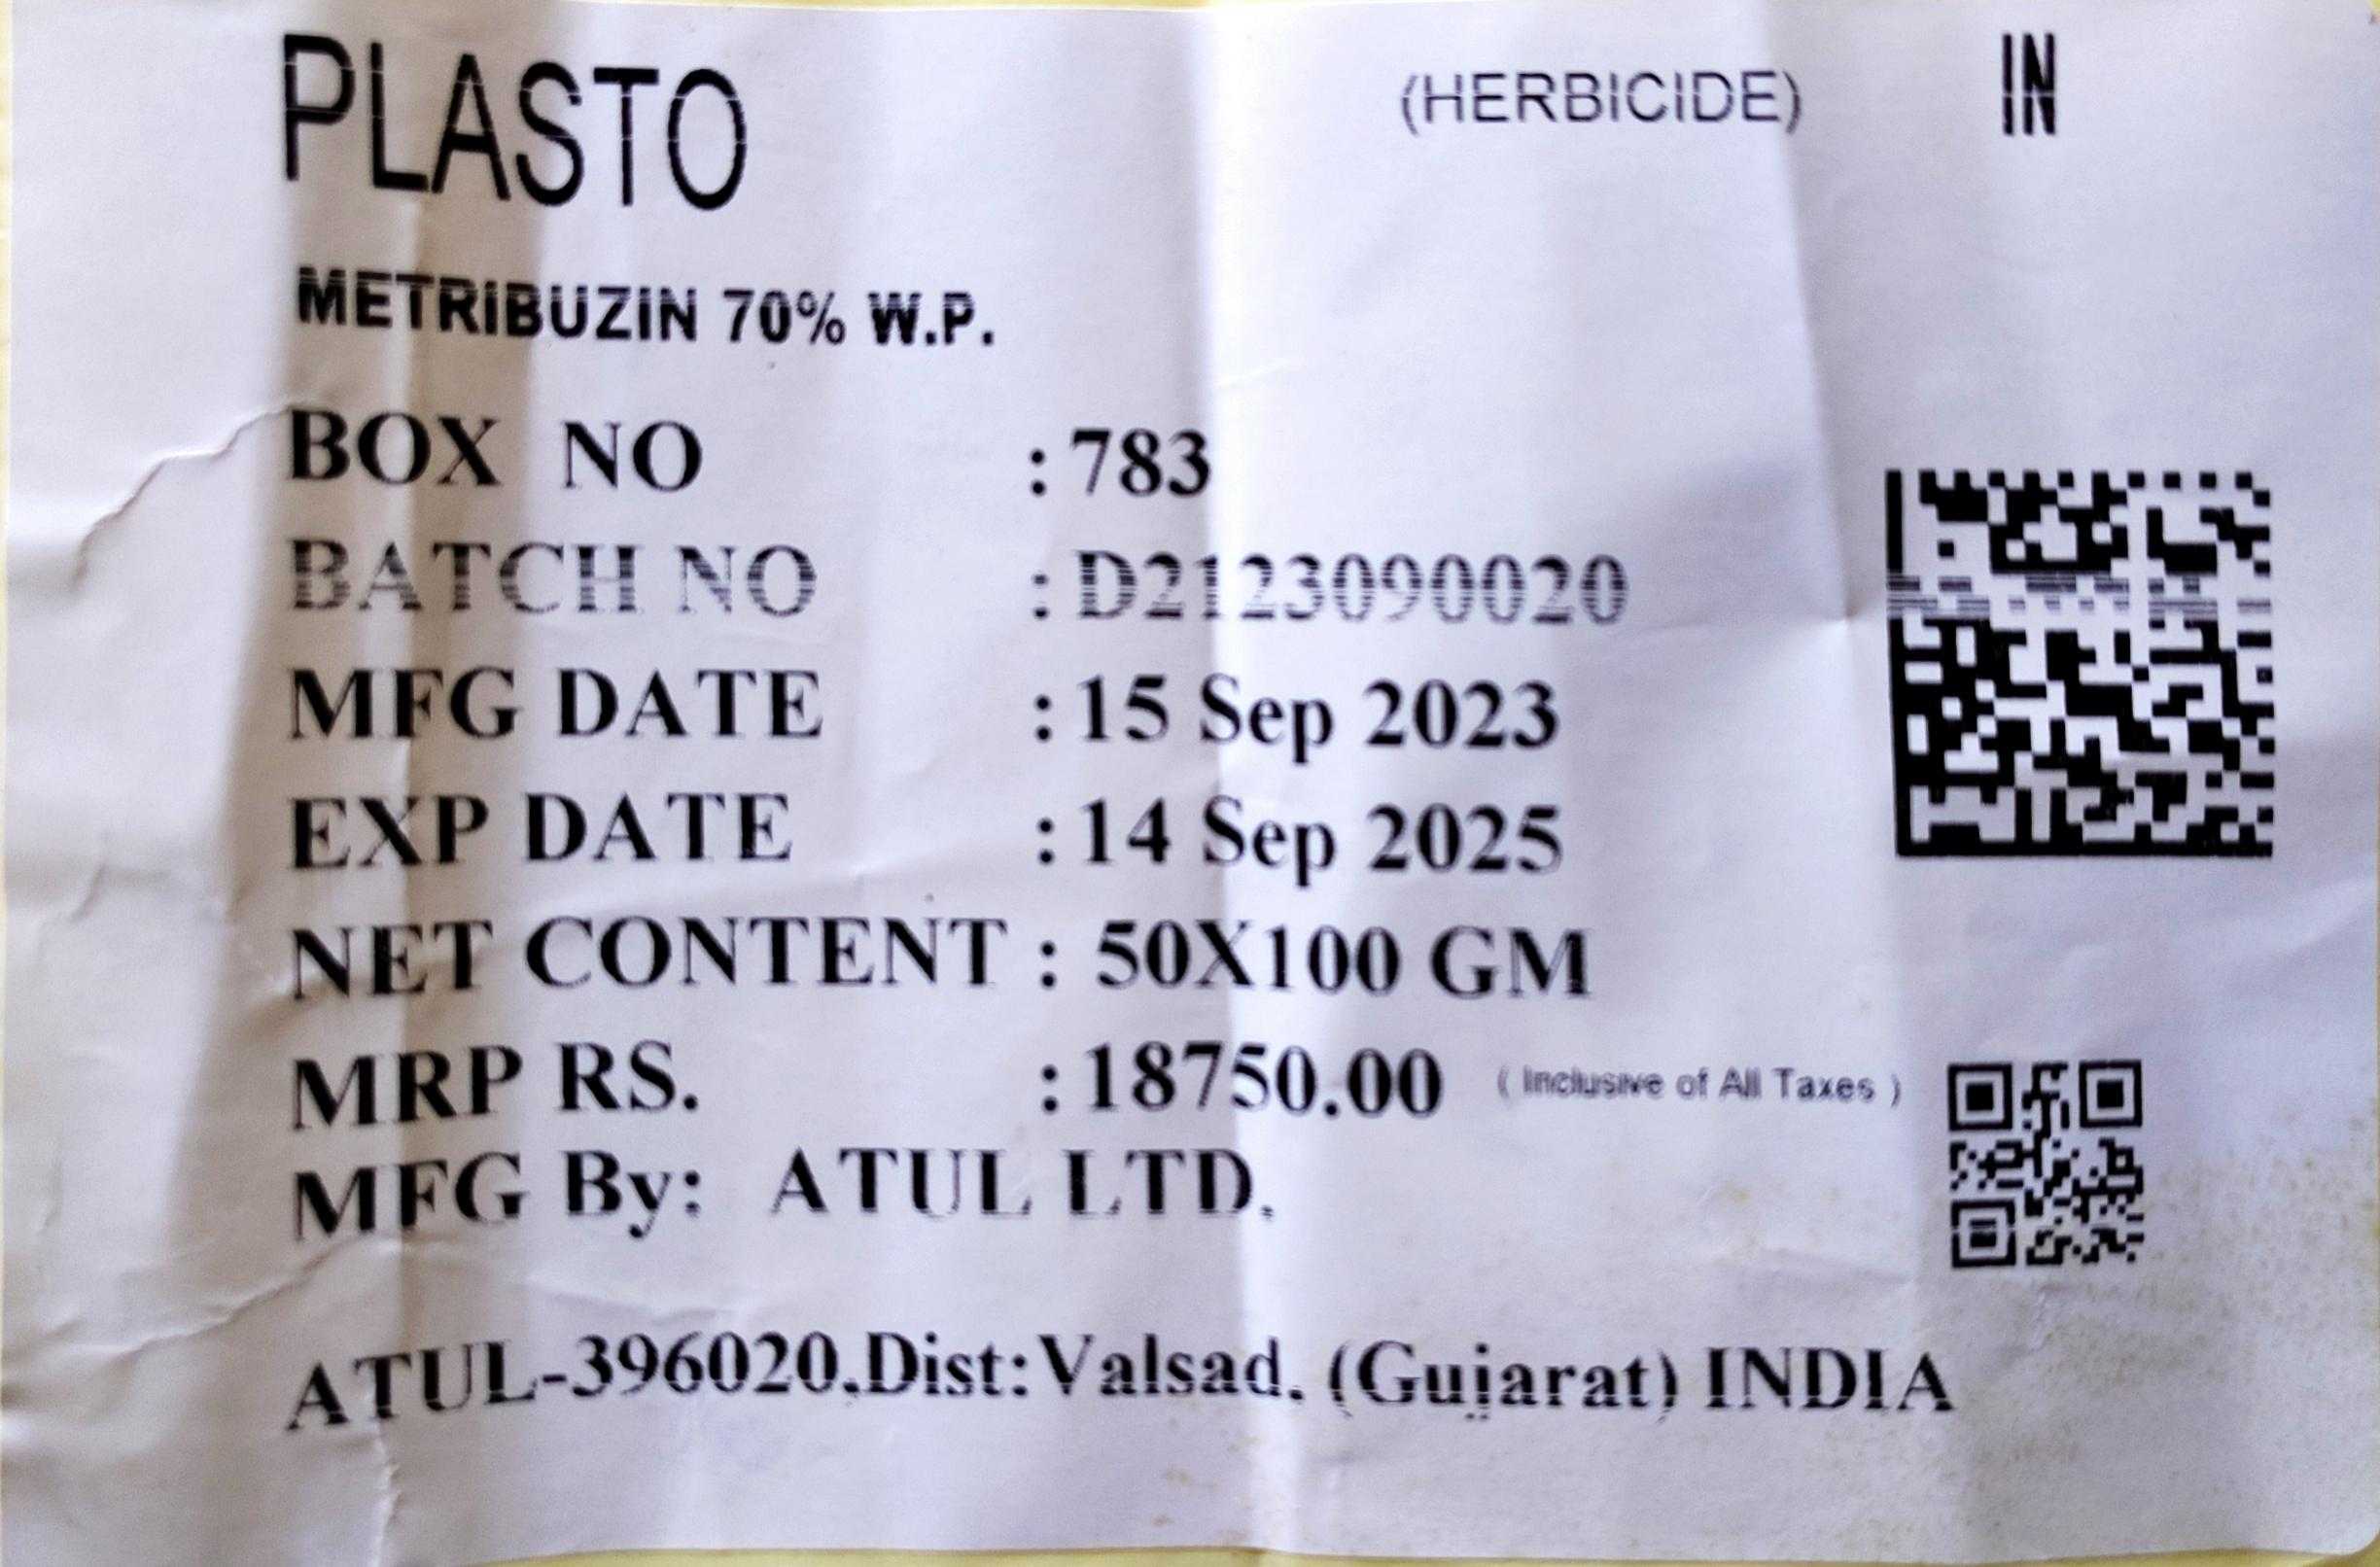 PLASTO (HERBICIDE) IN
METRIBUZIN 70% W.P.
BOX NO : 783
BATCH NO : D2123090020
MFG DATE : 15 Sep 2023
EXP DATE : 14 Sep 2025
NET CONTENT : 50X100 GM
MRP RS. : 18750.00 ( Inclusive of All Taxes )
MFG By: ATUL LTD.
ATUL-396020.Dist:Valsad. (Gujarat) INDIA